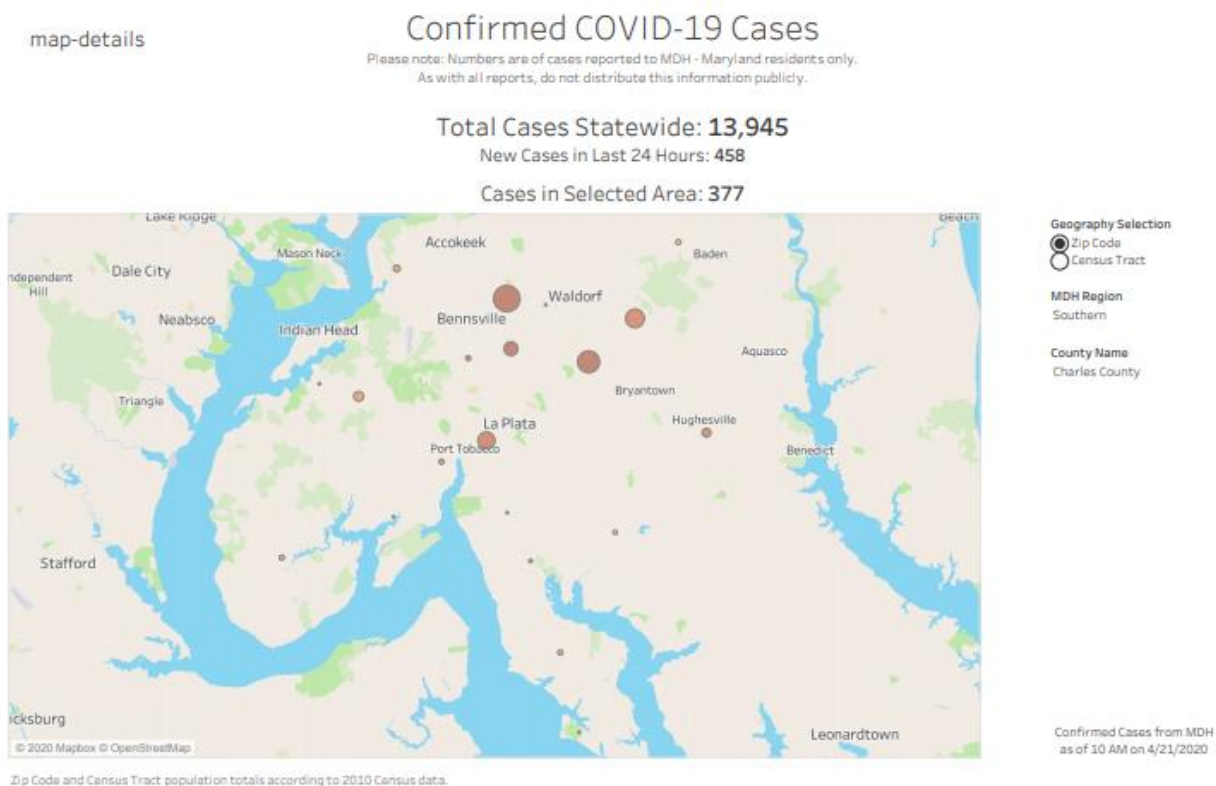 map-details
Confirmed COVID-19 Cases
Please note: Numbers are of cases reported to MDH - Maryland residents only.
As with all reports, do not distribute this information publicly.
Total Cases Statewide: 13,945
New Cases in Last 24 Hours: 458
Cases in Selected Area: 377
Lake Ridge
Beach
Accokeek
Mason Neck
Baden
Dale City
ndependent
Hill
Waldorf
Neabsco
Bennsville
Indian Head
Aquasco
Bryantown
Triangle
La Plata
Hughesville
Port Tobacco
Benedict
Stafford
icksburg
Leonardtown
© 2020 Mapbox © OpenStreetMap
Geography Selection
Zip Code
Census Tract
MDH Region
Southern
County Name
Charles County
Confirmed Cases from MDH
as of 10 AM on 4/21/2020
Zip Code and Census Tract population totals according to 2010 Census data.